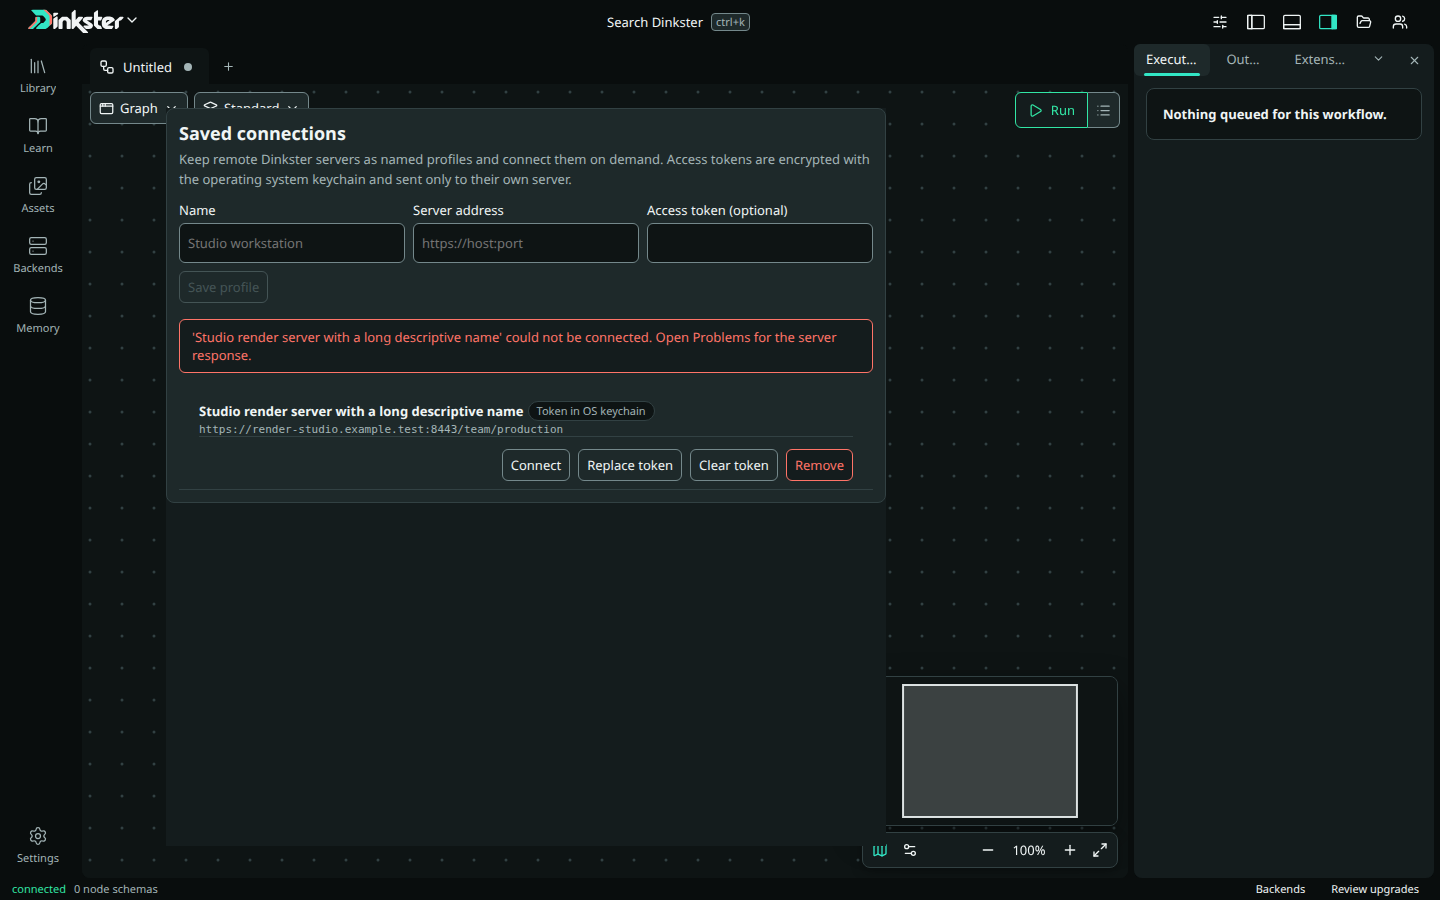 Dinkster
Search Dinkster ctrl+k
Library
Learn
Assets
Backends
Memory
Settings
Untitled
Graph
Standard
Run
Saved connections
Keep remote Dinkster servers as named profiles and connect them on demand. Access tokens are encrypted with
the operating system keychain and sent only to their own server.
Name
Server address
Access token (optional)
Studio workstation
https://host:port
Save profile
'Studio render server with a long descriptive name' could not be connected. Open Problems for the server
response.
Studio render server with a long descriptive name Token in OS keychain
https://render-studio.example.test:8443/team/production
Connect
Replace token
Clear token
Remove
100%
Execut...
Out...
Extens...
Nothing queued for this workflow.
connected 0 node schemas
Backends
Review upgrades